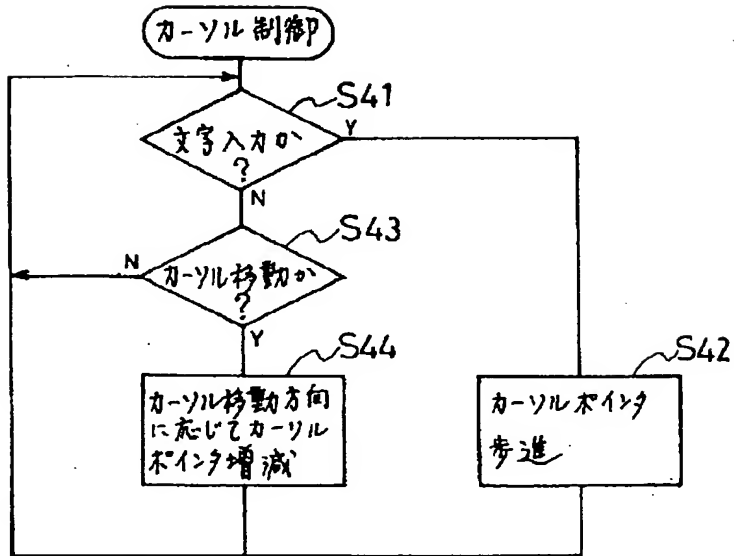 カーソル制御
S41
文字入力か
?
Y
N
S43
カーソル移動か
?
N
Y
S44
カーソル移動方向
に応じてカーソル
ポインタ増減
S42
カーソルポインタ
歩進